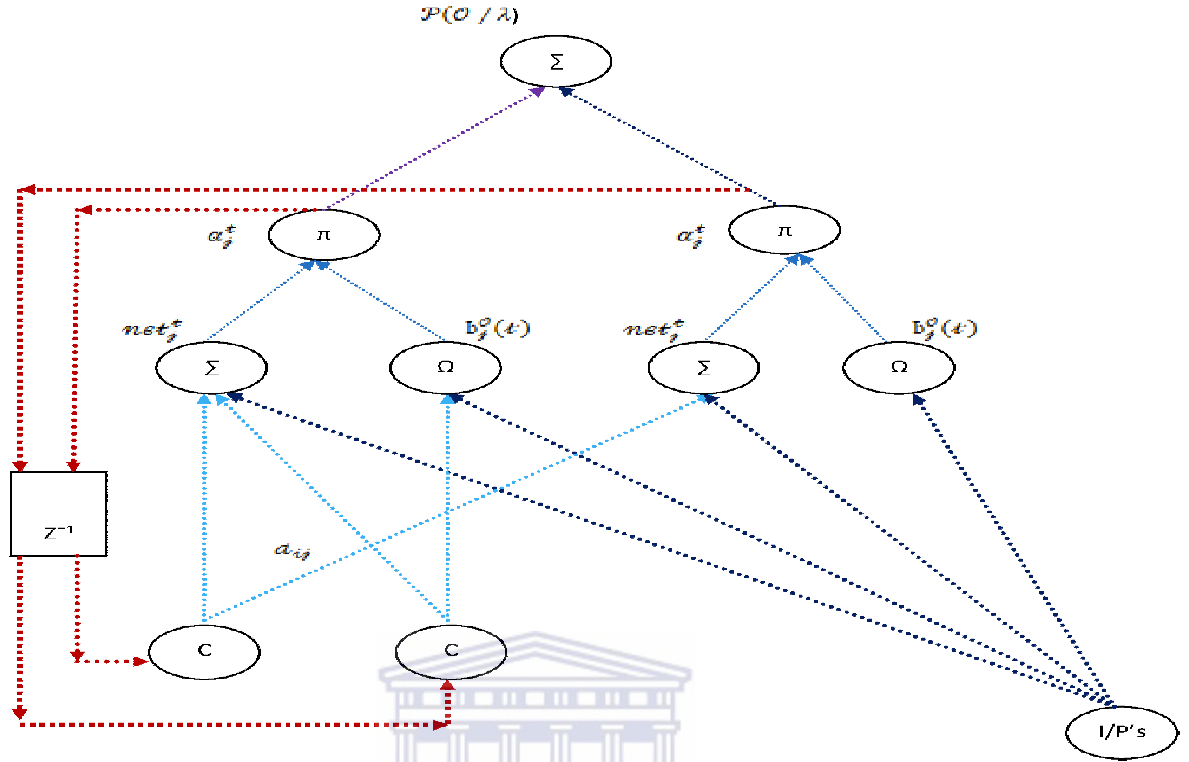 𝒫(𝒪 / λ)
Σ
α_j^t π
α_j^t π
net_j^t Σ
b_j^𝒪(t) Ω
net_j^t Σ
b_j^𝒪(t) Ω
Z⁻¹
a_ij
C
C
I/P's